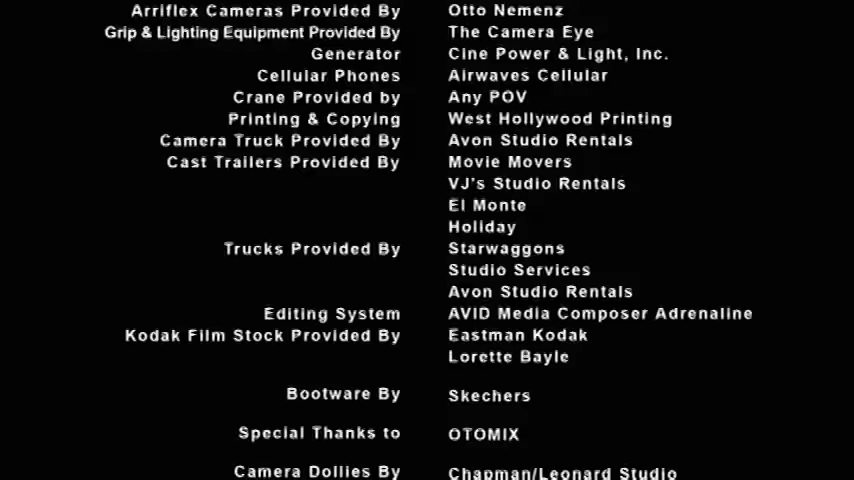 Arriflex Cameras Provided By Otto Nemenz
Grip & Lighting Equipment Provided By The Camera Eye
Generator Cine Power & Light, Inc.
Cellular Phones Airwaves Cellular
Crane Provided by Any POV
Printing & Copying West Hollywood Printing
Camera Truck Provided By Avon Studio Rentals
Cast Trailers Provided By Movie Movers
VJ's Studio Rentals
El Monte
Holiday
Trucks Provided By Starwaggons
Studio Services
Avon Studio Rentals
Editing System AVID Media Composer Adrenaline
Kodak Film Stock Provided By Eastman Kodak
Lorette Bayle
Bootware By Skechers
Special Thanks to OTOMIX
Camera Dollies By Chapman/Leonard Studio